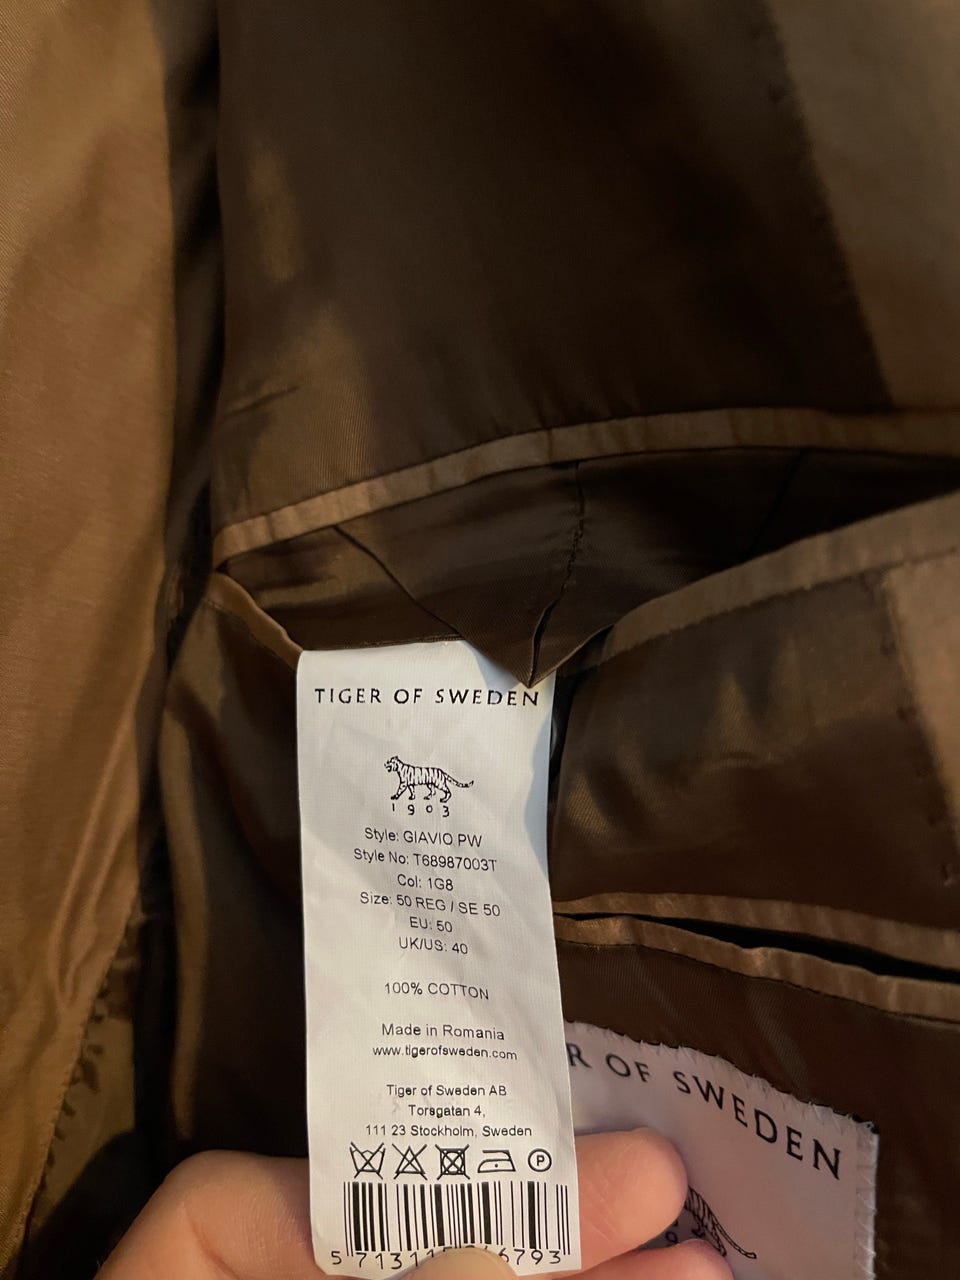 TIGER OF SWEDEN
1903
Style: GIAVIO PW
Style No: T68987003T
Col: 1G8
Size: 50 REG / SE 50
EU: 50
UK/US: 40
100% COTTON
Made in Romania
www.tigerofsweden.com
Tiger of Sweden AB
Torsgatan 4,
111 23 Stockholm, Sweden
P
R OF SWEDEN